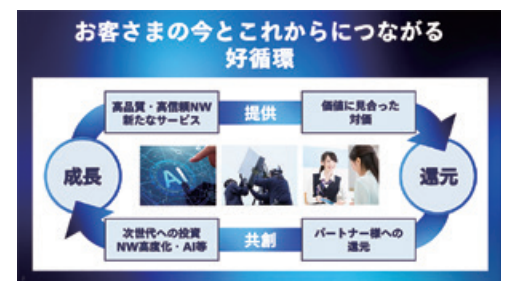 お客さまの今とこれからにつながる
好循環
高品質・高信頼NW
新たなサービス
提供
価値に見合った
対価
成長
AI
還元
次世代への投資
NW高度化・AI等
共創
パートナー様への
還元